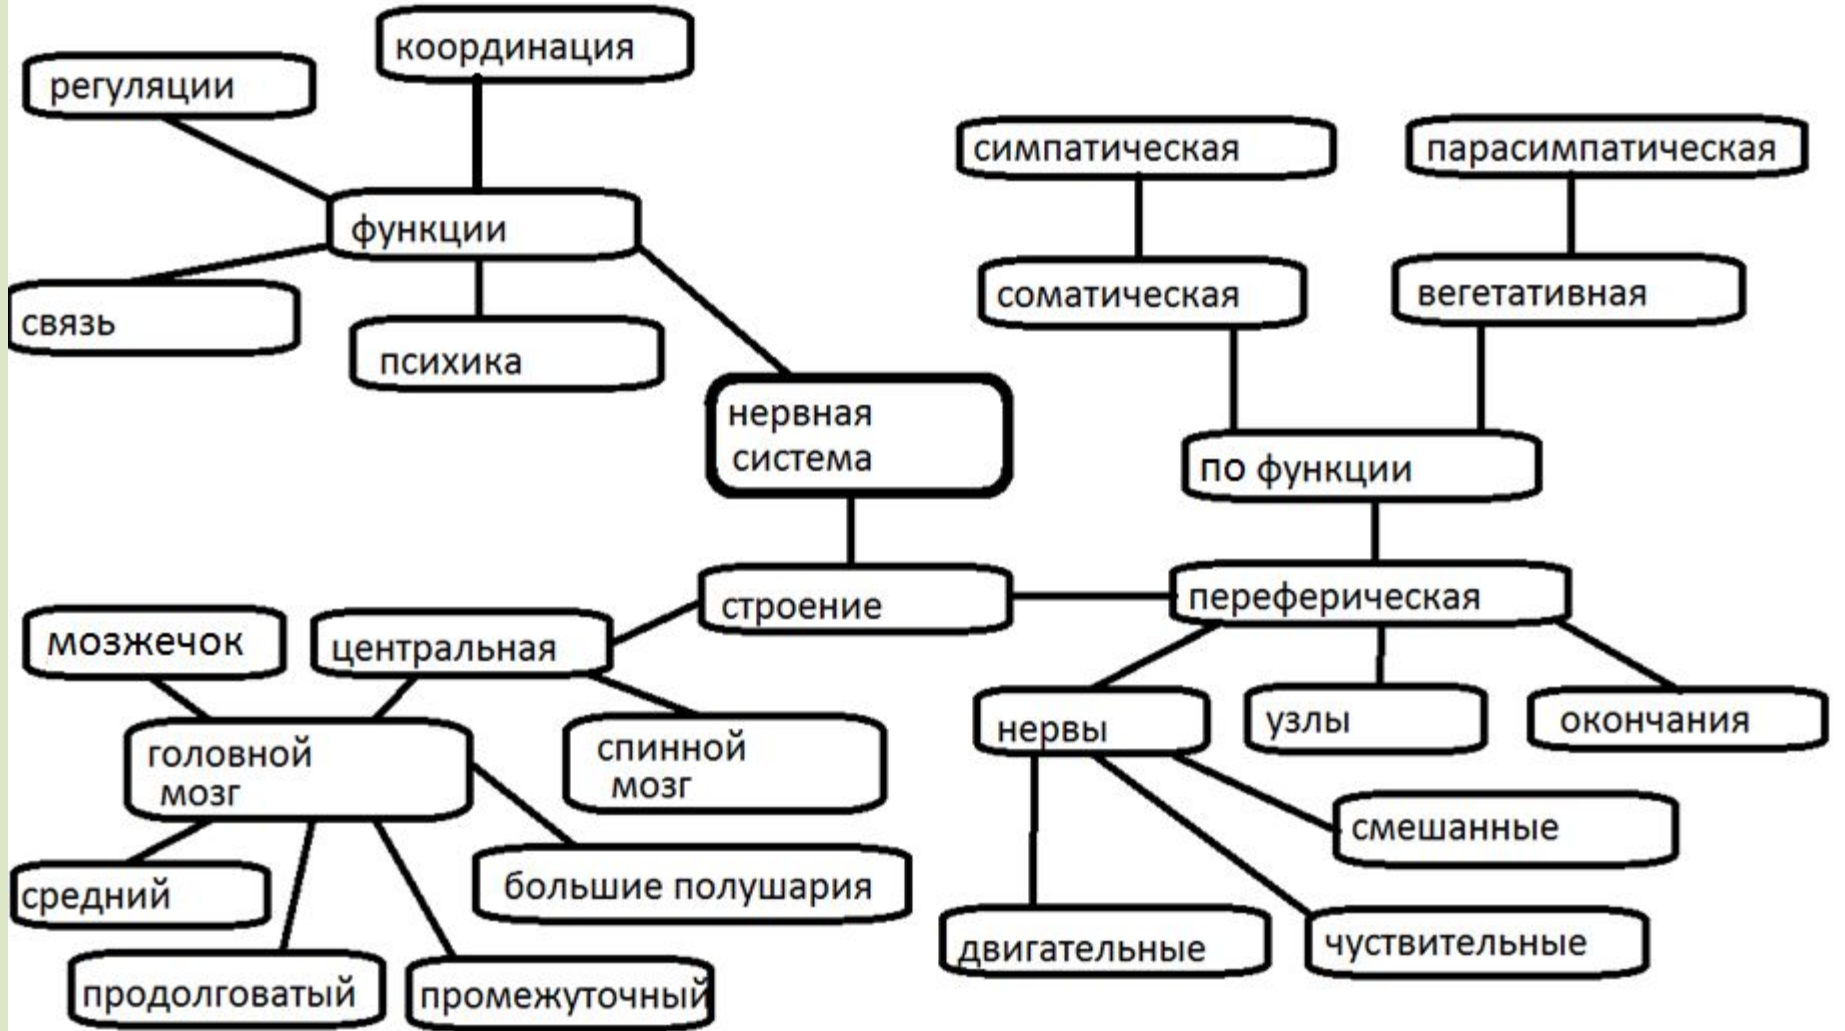 координация
регуляции
функции
связь
психика
симпатическая
парасимпатическая
соматическая
вегетативная
нервная
система
по функции
строение
переферическая
мозжечок
центральная
головной
мозг
спинной
мозг
нервы
узлы
окончания
средний
большие полушария
смешанные
продолговатый
промежуточный
двигательные
чуствительные